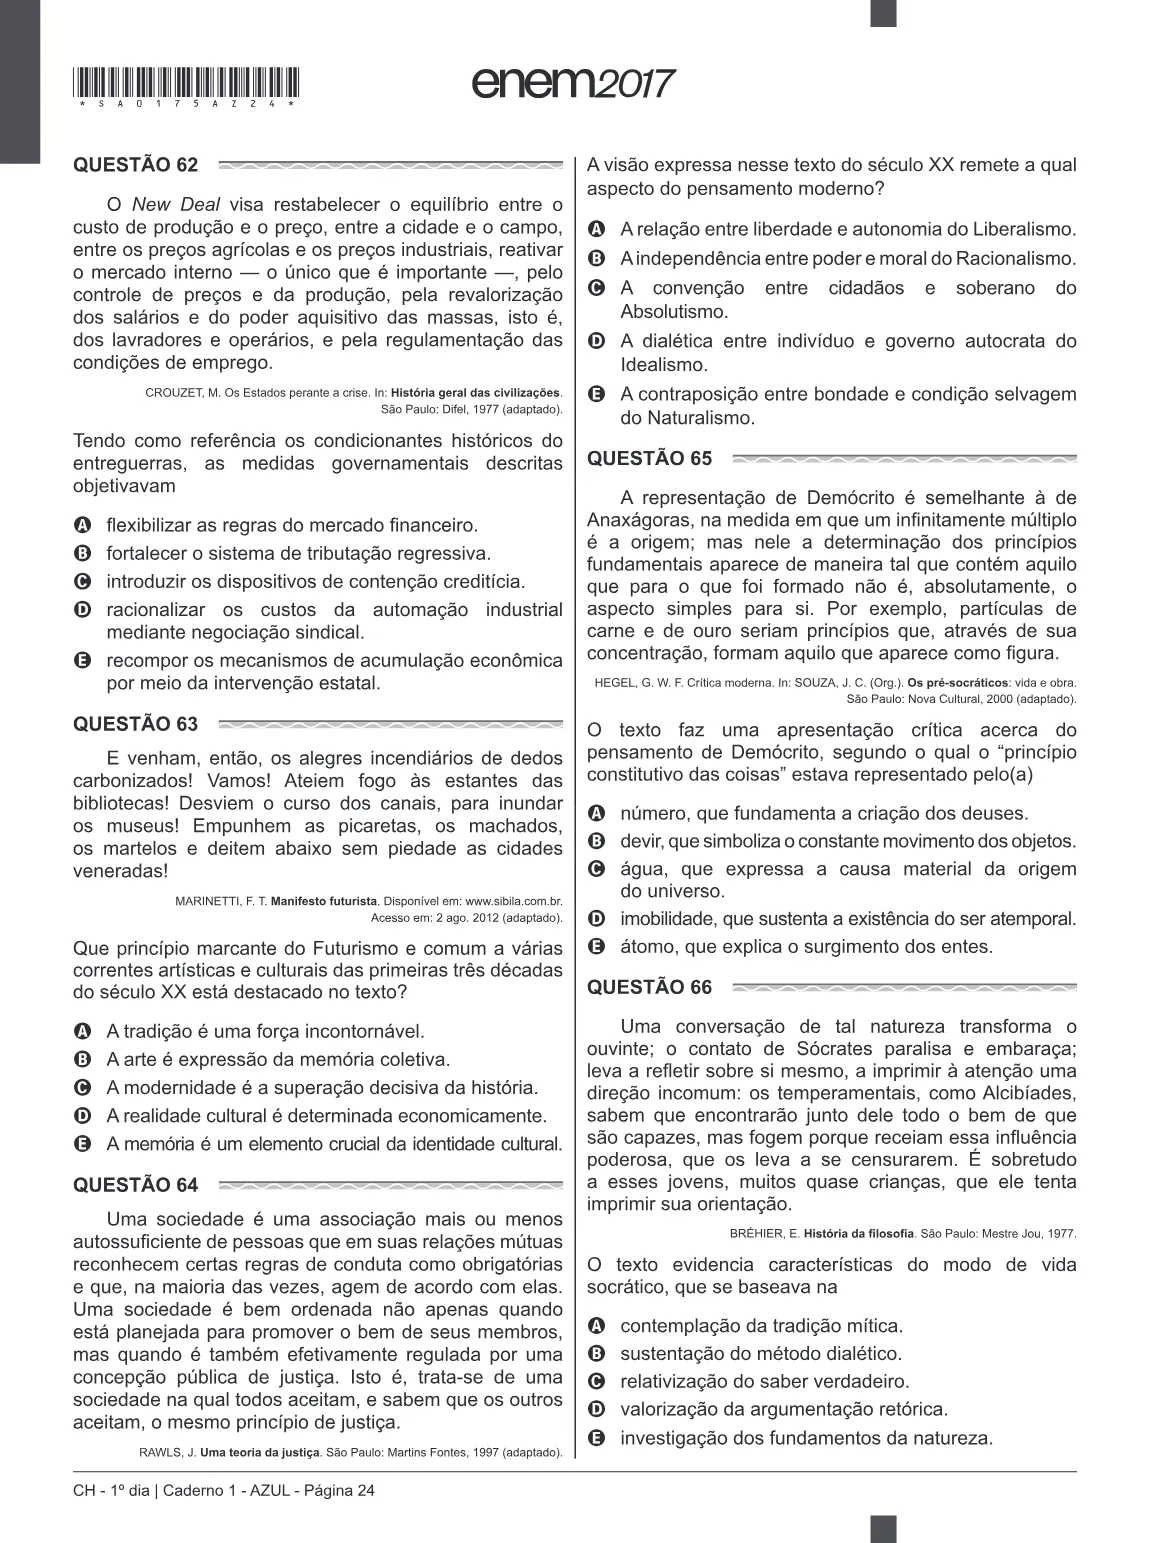 *SA0175AZ24*
enem2017
QUESTÃO 62
O New Deal visa restabelecer o equilíbrio entre o
custo de produção e o preço, entre a cidade e o campo,
entre os preços agrícolas e os preços industriais, reativar
o mercado interno — o único que é importante —, pelo
controle de preços e da produção, pela revalorização
dos salários e do poder aquisitivo das massas, isto é,
dos lavradores e operários, e pela regulamentação das
condições de emprego.
CROUZET, M. Os Estados perante a crise. In: História geral das civilizações.
São Paulo: Difel, 1977 (adaptado).
Tendo como referência os condicionantes históricos do
entreguerras, as medidas governamentais descritas
objetivavam
A flexibilizar as regras do mercado financeiro.
B fortalecer o sistema de tributação regressiva.
C introduzir os dispositivos de contenção creditícia.
D racionalizar os custos da automação industrial
mediante negociação sindical.
E recompor os mecanismos de acumulação econômica
por meio da intervenção estatal.
QUESTÃO 63
E venham, então, os alegres incendiários de dedos
carbonizados! Vamos! Ateiem fogo às estantes das
bibliotecas! Desviem o curso dos canais, para inundar
os museus! Empunhem as picaretas, os machados,
os martelos e deitem abaixo sem piedade as cidades
veneradas!
MARINETTI, F. T. Manifesto futurista. Disponível em: www.sibila.com.br.
Acesso em: 2 ago. 2012 (adaptado).
Que princípio marcante do Futurismo e comum a várias
correntes artísticas e culturais das primeiras três décadas
do século XX está destacado no texto?
A A tradição é uma força incontornável.
B A arte é expressão da memória coletiva.
C A modernidade é a superação decisiva da história.
D A realidade cultural é determinada economicamente.
E A memória é um elemento crucial da identidade cultural.
QUESTÃO 64
Uma sociedade é uma associação mais ou menos
autossuficiente de pessoas que em suas relações mútuas
reconhecem certas regras de conduta como obrigatórias
e que, na maioria das vezes, agem de acordo com elas.
Uma sociedade é bem ordenada não apenas quando
está planejada para promover o bem de seus membros,
mas quando é também efetivamente regulada por uma
concepção pública de justiça. Isto é, trata-se de uma
sociedade na qual todos aceitam, e sabem que os outros
aceitam, o mesmo princípio de justiça.
RAWLS, J. Uma teoria da justiça. São Paulo: Martins Fontes, 1997 (adaptado).
A visão expressa nesse texto do século XX remete a qual
aspecto do pensamento moderno?
A A relação entre liberdade e autonomia do Liberalismo.
B A independência entre poder e moral do Racionalismo.
C A convenção entre cidadãos e soberano do
Absolutismo.
D A dialética entre indivíduo e governo autocrata do
Idealismo.
E A contraposição entre bondade e condição selvagem
do Naturalismo.
QUESTÃO 65
A representação de Demócrito é semelhante à de
Anaxágoras, na medida em que um infinitamente múltiplo
é a origem; mas nele a determinação dos princípios
fundamentais aparece de maneira tal que contém aquilo
que para o que foi formado não é, absolutamente, o
aspecto simples para si. Por exemplo, partículas de
carne e de ouro seriam princípios que, através de sua
concentração, formam aquilo que aparece como figura.
HEGEL, G. W. F. Crítica moderna. In: SOUZA, J. C. (Org.). Os pré-socráticos: vida e obra.
São Paulo: Nova Cultural, 2000 (adaptado).
O texto faz uma apresentação crítica acerca do
pensamento de Demócrito, segundo o qual o “princípio
constitutivo das coisas” estava representado pelo(a)
A número, que fundamenta a criação dos deuses.
B devir, que simboliza o constante movimento dos objetos.
C água, que expressa a causa material da origem
do universo.
D imobilidade, que sustenta a existência do ser atemporal.
E átomo, que explica o surgimento dos entes.
QUESTÃO 66
Uma conversação de tal natureza transforma o
ouvinte; o contato de Sócrates paralisa e embaraça;
leva a refletir sobre si mesmo, a imprimir à atenção uma
direção incomum: os temperamentais, como Alcibíades,
sabem que encontrarão junto dele todo o bem de que
são capazes, mas fogem porque receiam essa influência
poderosa, que os leva a se censurarem. É sobretudo
a esses jovens, muitos quase crianças, que ele tenta
imprimir sua orientação.
BRÉHIER, E. História da filosofia. São Paulo: Mestre Jou, 1977.
O texto evidencia características do modo de vida
socrático, que se baseava na
A contemplação da tradição mítica.
B sustentação do método dialético.
C relativização do saber verdadeiro.
D valorização da argumentação retórica.
E investigação dos fundamentos da natureza.
CH - 1º dia | Caderno 1 - AZUL - Página 24